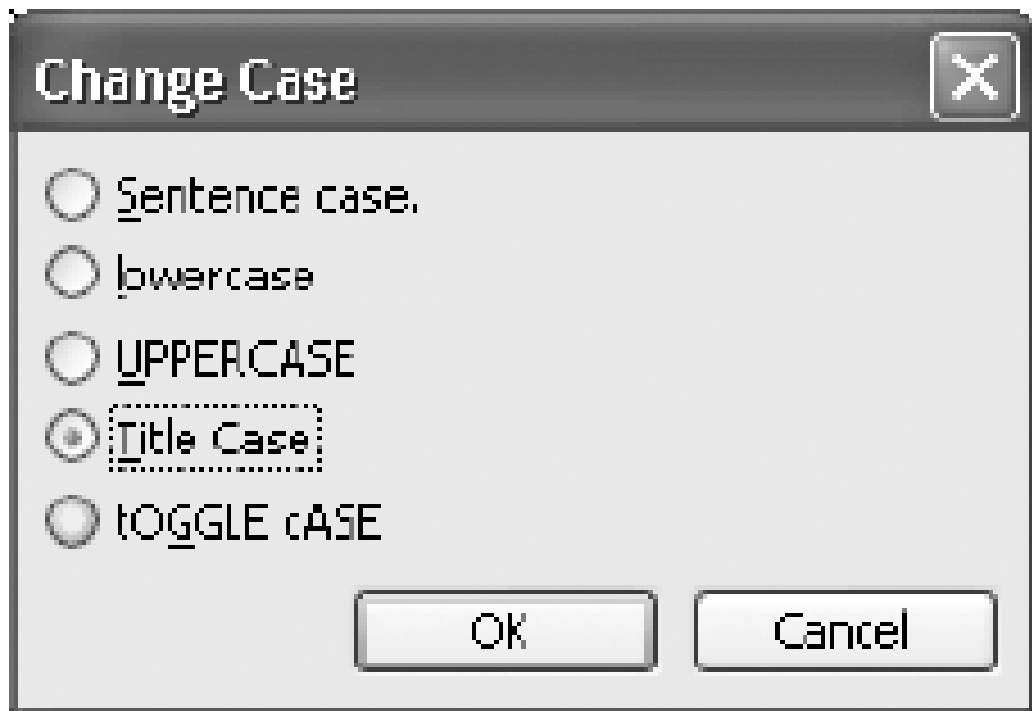 Change Case
Sentence case.
lowercase
UPPERCASE
Title Case
tOGGLE cASE
OK Cancel